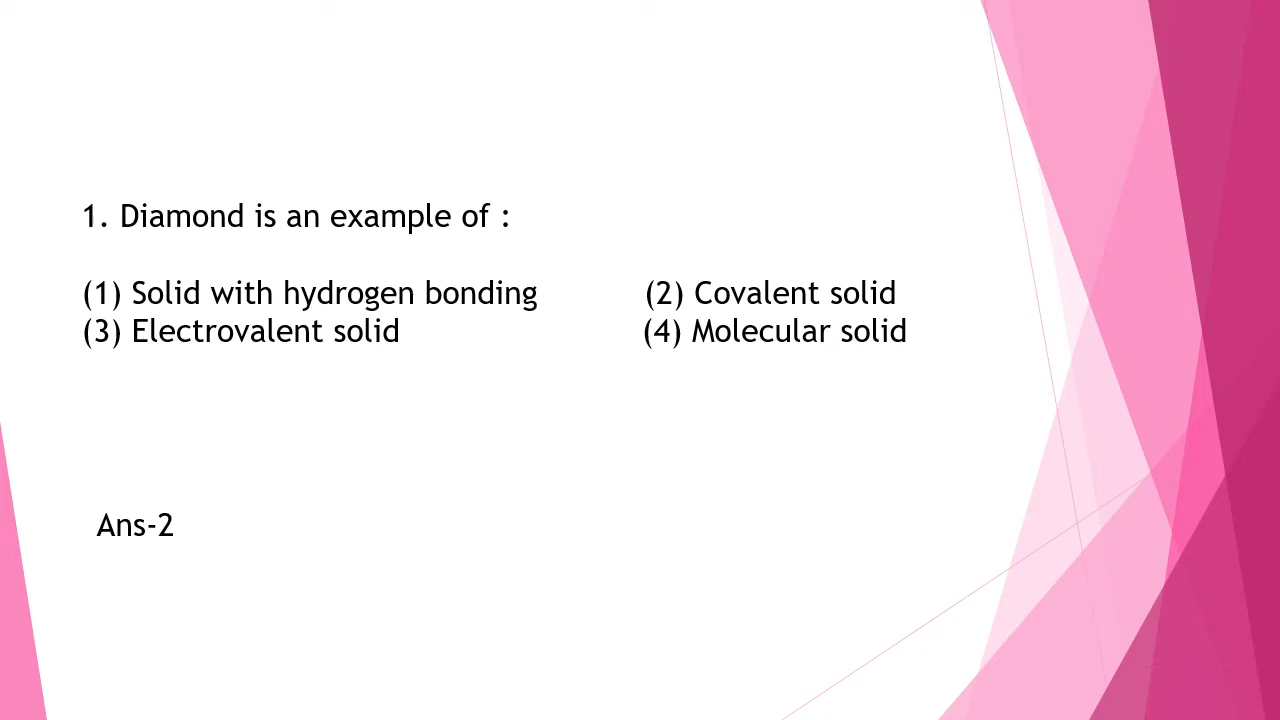 1. Diamond is an example of :
(1) Solid with hydrogen bonding (2) Covalent solid
(3) Electrovalent solid (4) Molecular solid
Ans-2